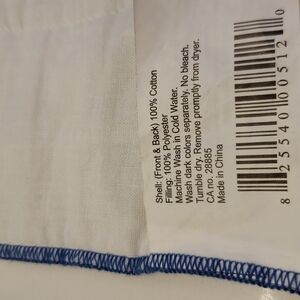 Shell: (Front & Back) 100% Cotton
Filling: 100% Polyester
Machine Wash in Cold Water.
Wash dark colors separately. No bleach.
Tumble dry. Remove promptly from dryer.
CA no. 28885
Made in China
8 25540 00512 0